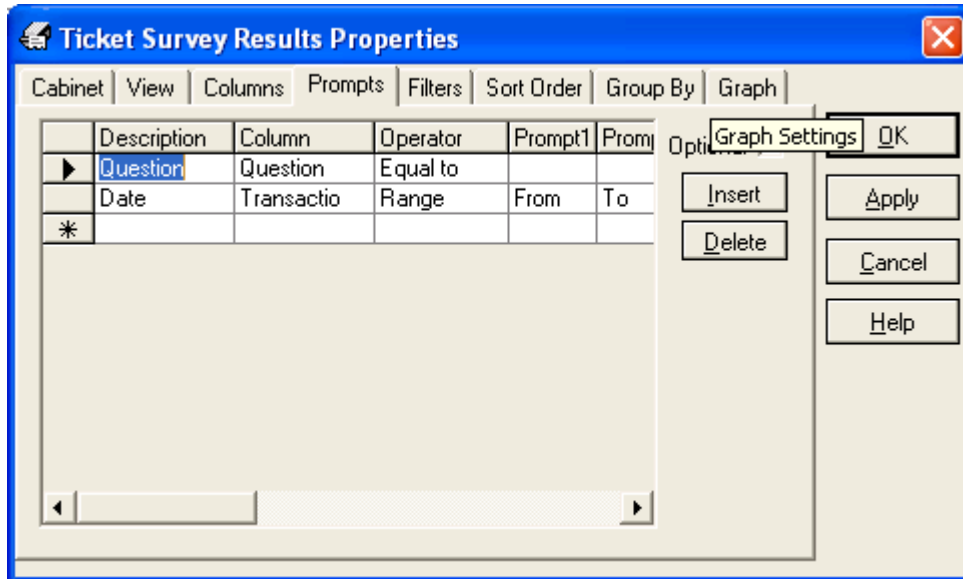 Ticket Survey Results Properties
Cabinet View Columns Prompts Filters Sort Order Group By Graph
Description Column Operator Prompt1 Promp
Graph Settings
OK
Question Question Equal to
Date Transactio Range From To
Insert
Apply
Delete
Cancel
Help